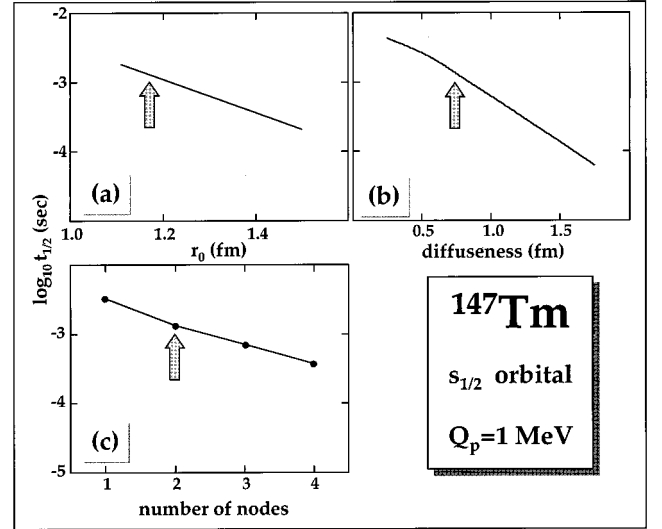 -2
-3
-4
-5
(a)
(b)
1.0 1.2 1.4
r₀ (fm)
0.5 1.0 1.5
diffuseness (fm)
log₁₀ t₁/₂ (sec)
-3
-4
-5
(c)
1 2 3 4
number of nodes
¹⁴⁷Tm
s₁/₂ orbital
Qₚ=1 MeV